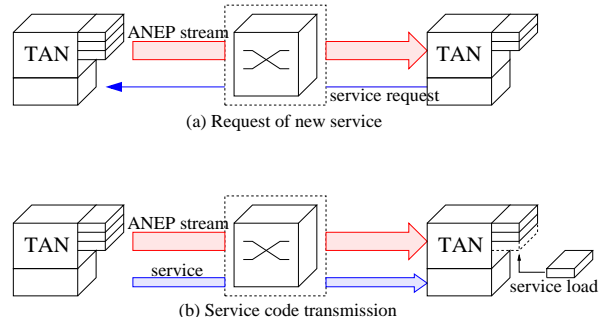 ANEP stream
TAN
TAN
service request
(a) Request of new service
ANEP stream
TAN
TAN
service
service load
(b) Service code transmission